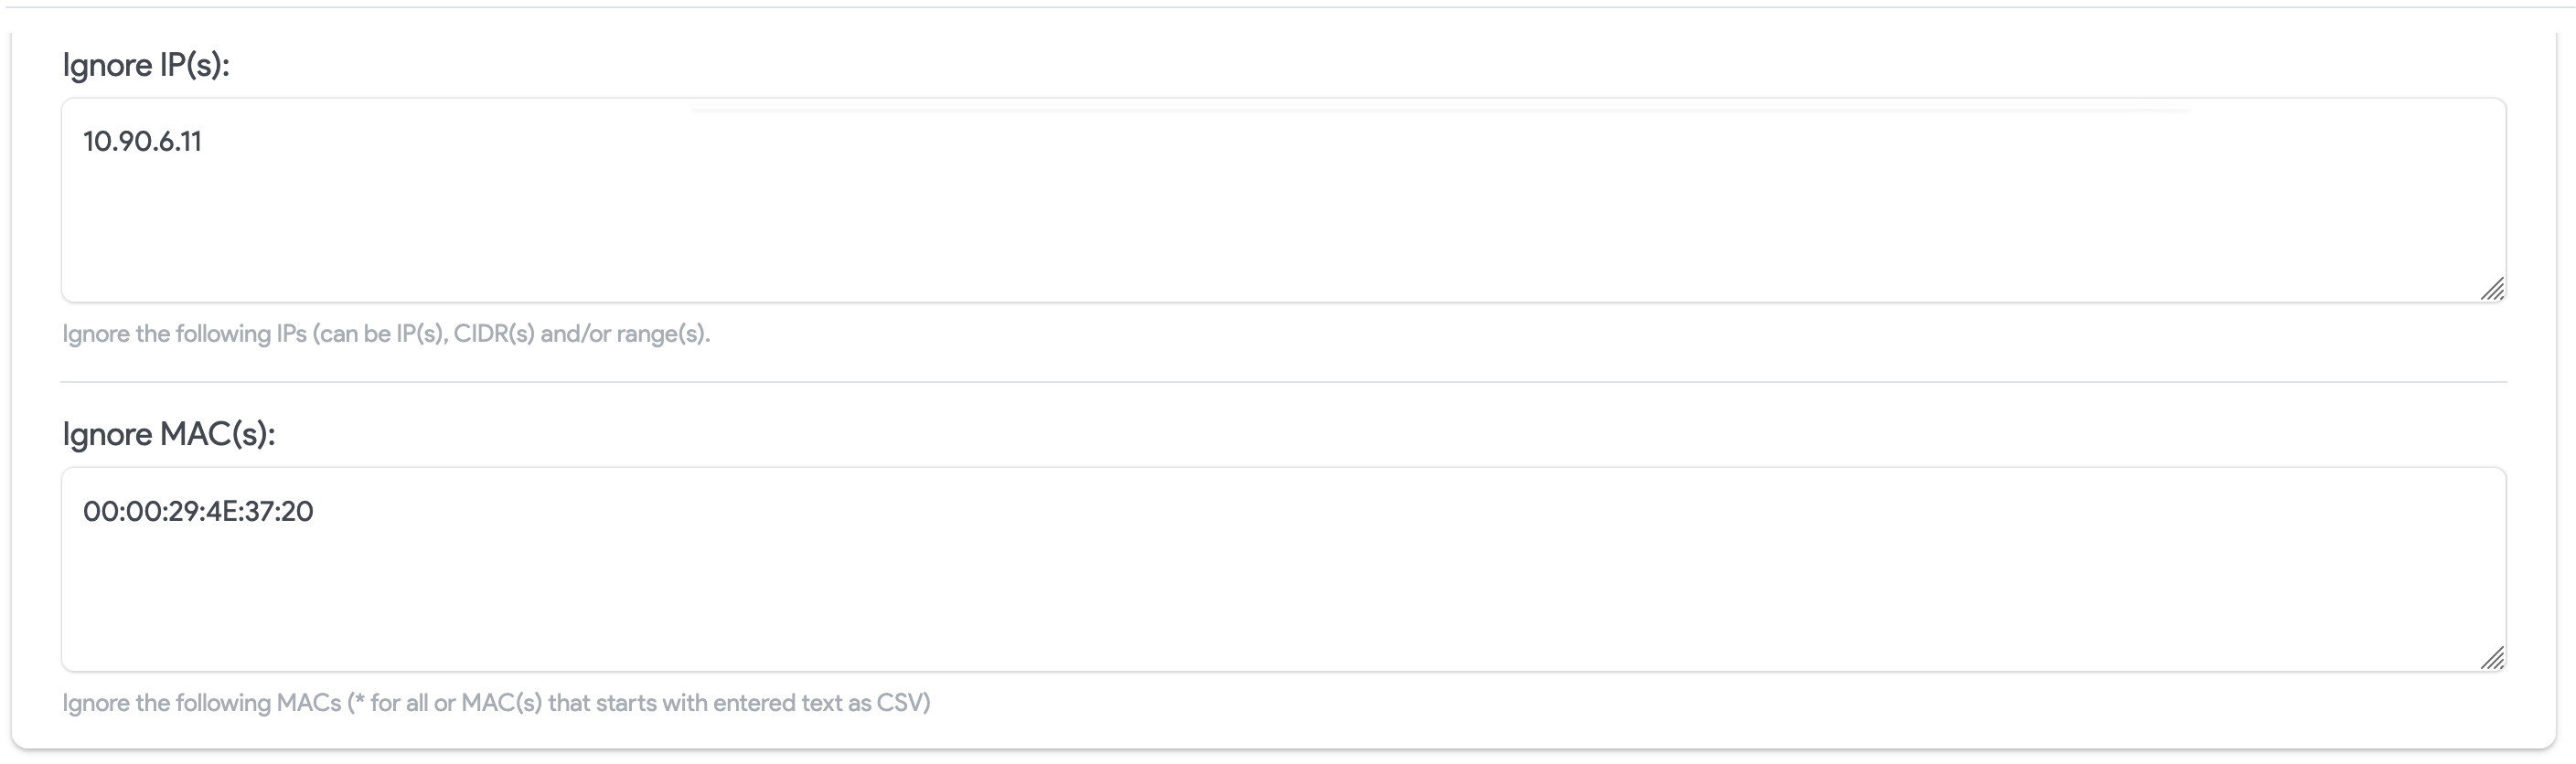 Ignore IP(s):
10.90.6.11
Ignore the following IPs (can be IP(s), CIDR(s) and/or range(s).
Ignore MAC(s):
00:00:29:4E:37:20
Ignore the following MACs (* for all or MAC(s) that starts with entered text as CSV)